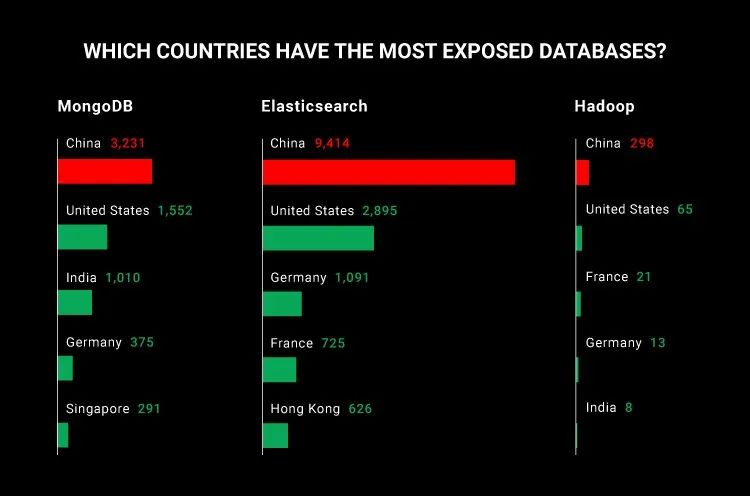 WHICH COUNTRIES HAVE THE MOST EXPOSED DATABASES?
MongoDB
China 3,231
United States 1,552
India 1,010
Germany 375
Singapore 291
Elasticsearch
China 9,414
United States 2,895
Germany 1,091
France 725
Hong Kong 626
Hadoop
China 298
United States 65
France 21
Germany 13
India 8